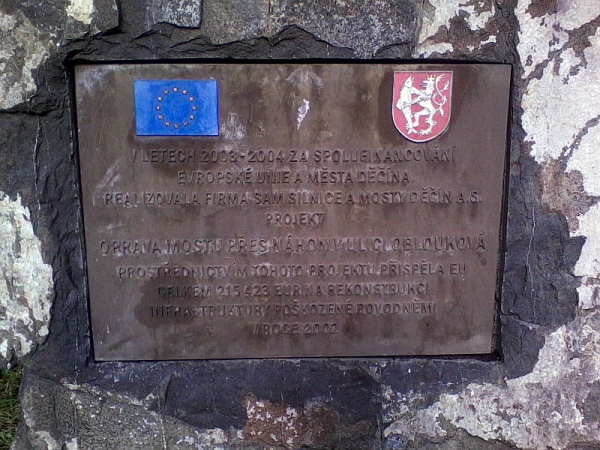 V LETECH 2003-2004 ZA SPOLUFINANCOVÁNÍ
EVROPSKÉ UNIE A MĚSTA DĚČÍNA
REALIZOVALA FIRMA SAM SILNICE A MOSTY DĚČÍN A.S.
PROJEKT
OPRAVA MOSTU PŘES NÁHON V ULICI OBLOUKOVÁ
PROSTŘEDNICTVÍM TOHOTO PROJEKTU PŘISPĚLA EU
CELKEM 215 423 EUR NA REKONSTRUKCI
INFRASTRUKTURY POŠKOZENÉ POVODNĚMI
V ROCE 2002